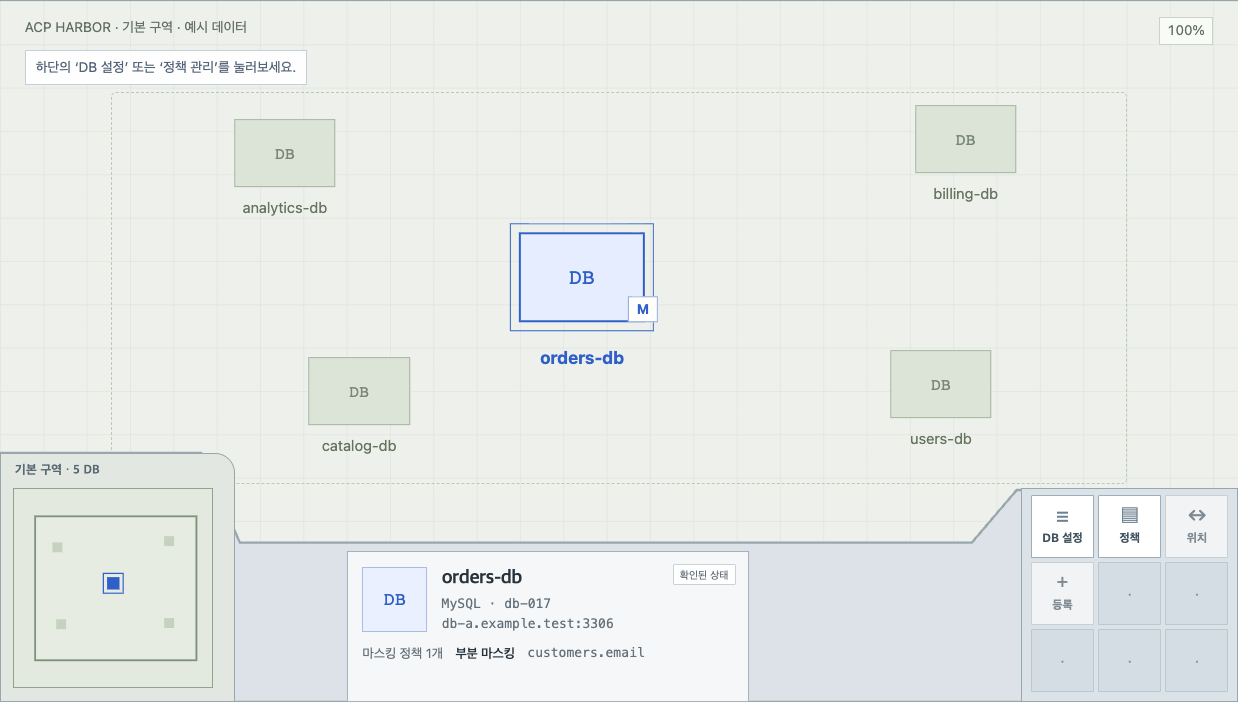 ACP HARBOR · 기본 구역 · 예시 데이터
100%
하단의 ‘DB 설정’ 또는 ‘정책 관리’를 눌러보세요.
DB
analytics-db
DB
billing-db
DB
M
orders-db
DB
catalog-db
DB
users-db
기본 구역 · 5 DB
DB
orders-db
확인된 상태
MySQL · db-017
db-a.example.test:3306
마스킹 정책 1개 부분 마스킹 customers.email
DB 설정
정책
위치
등록